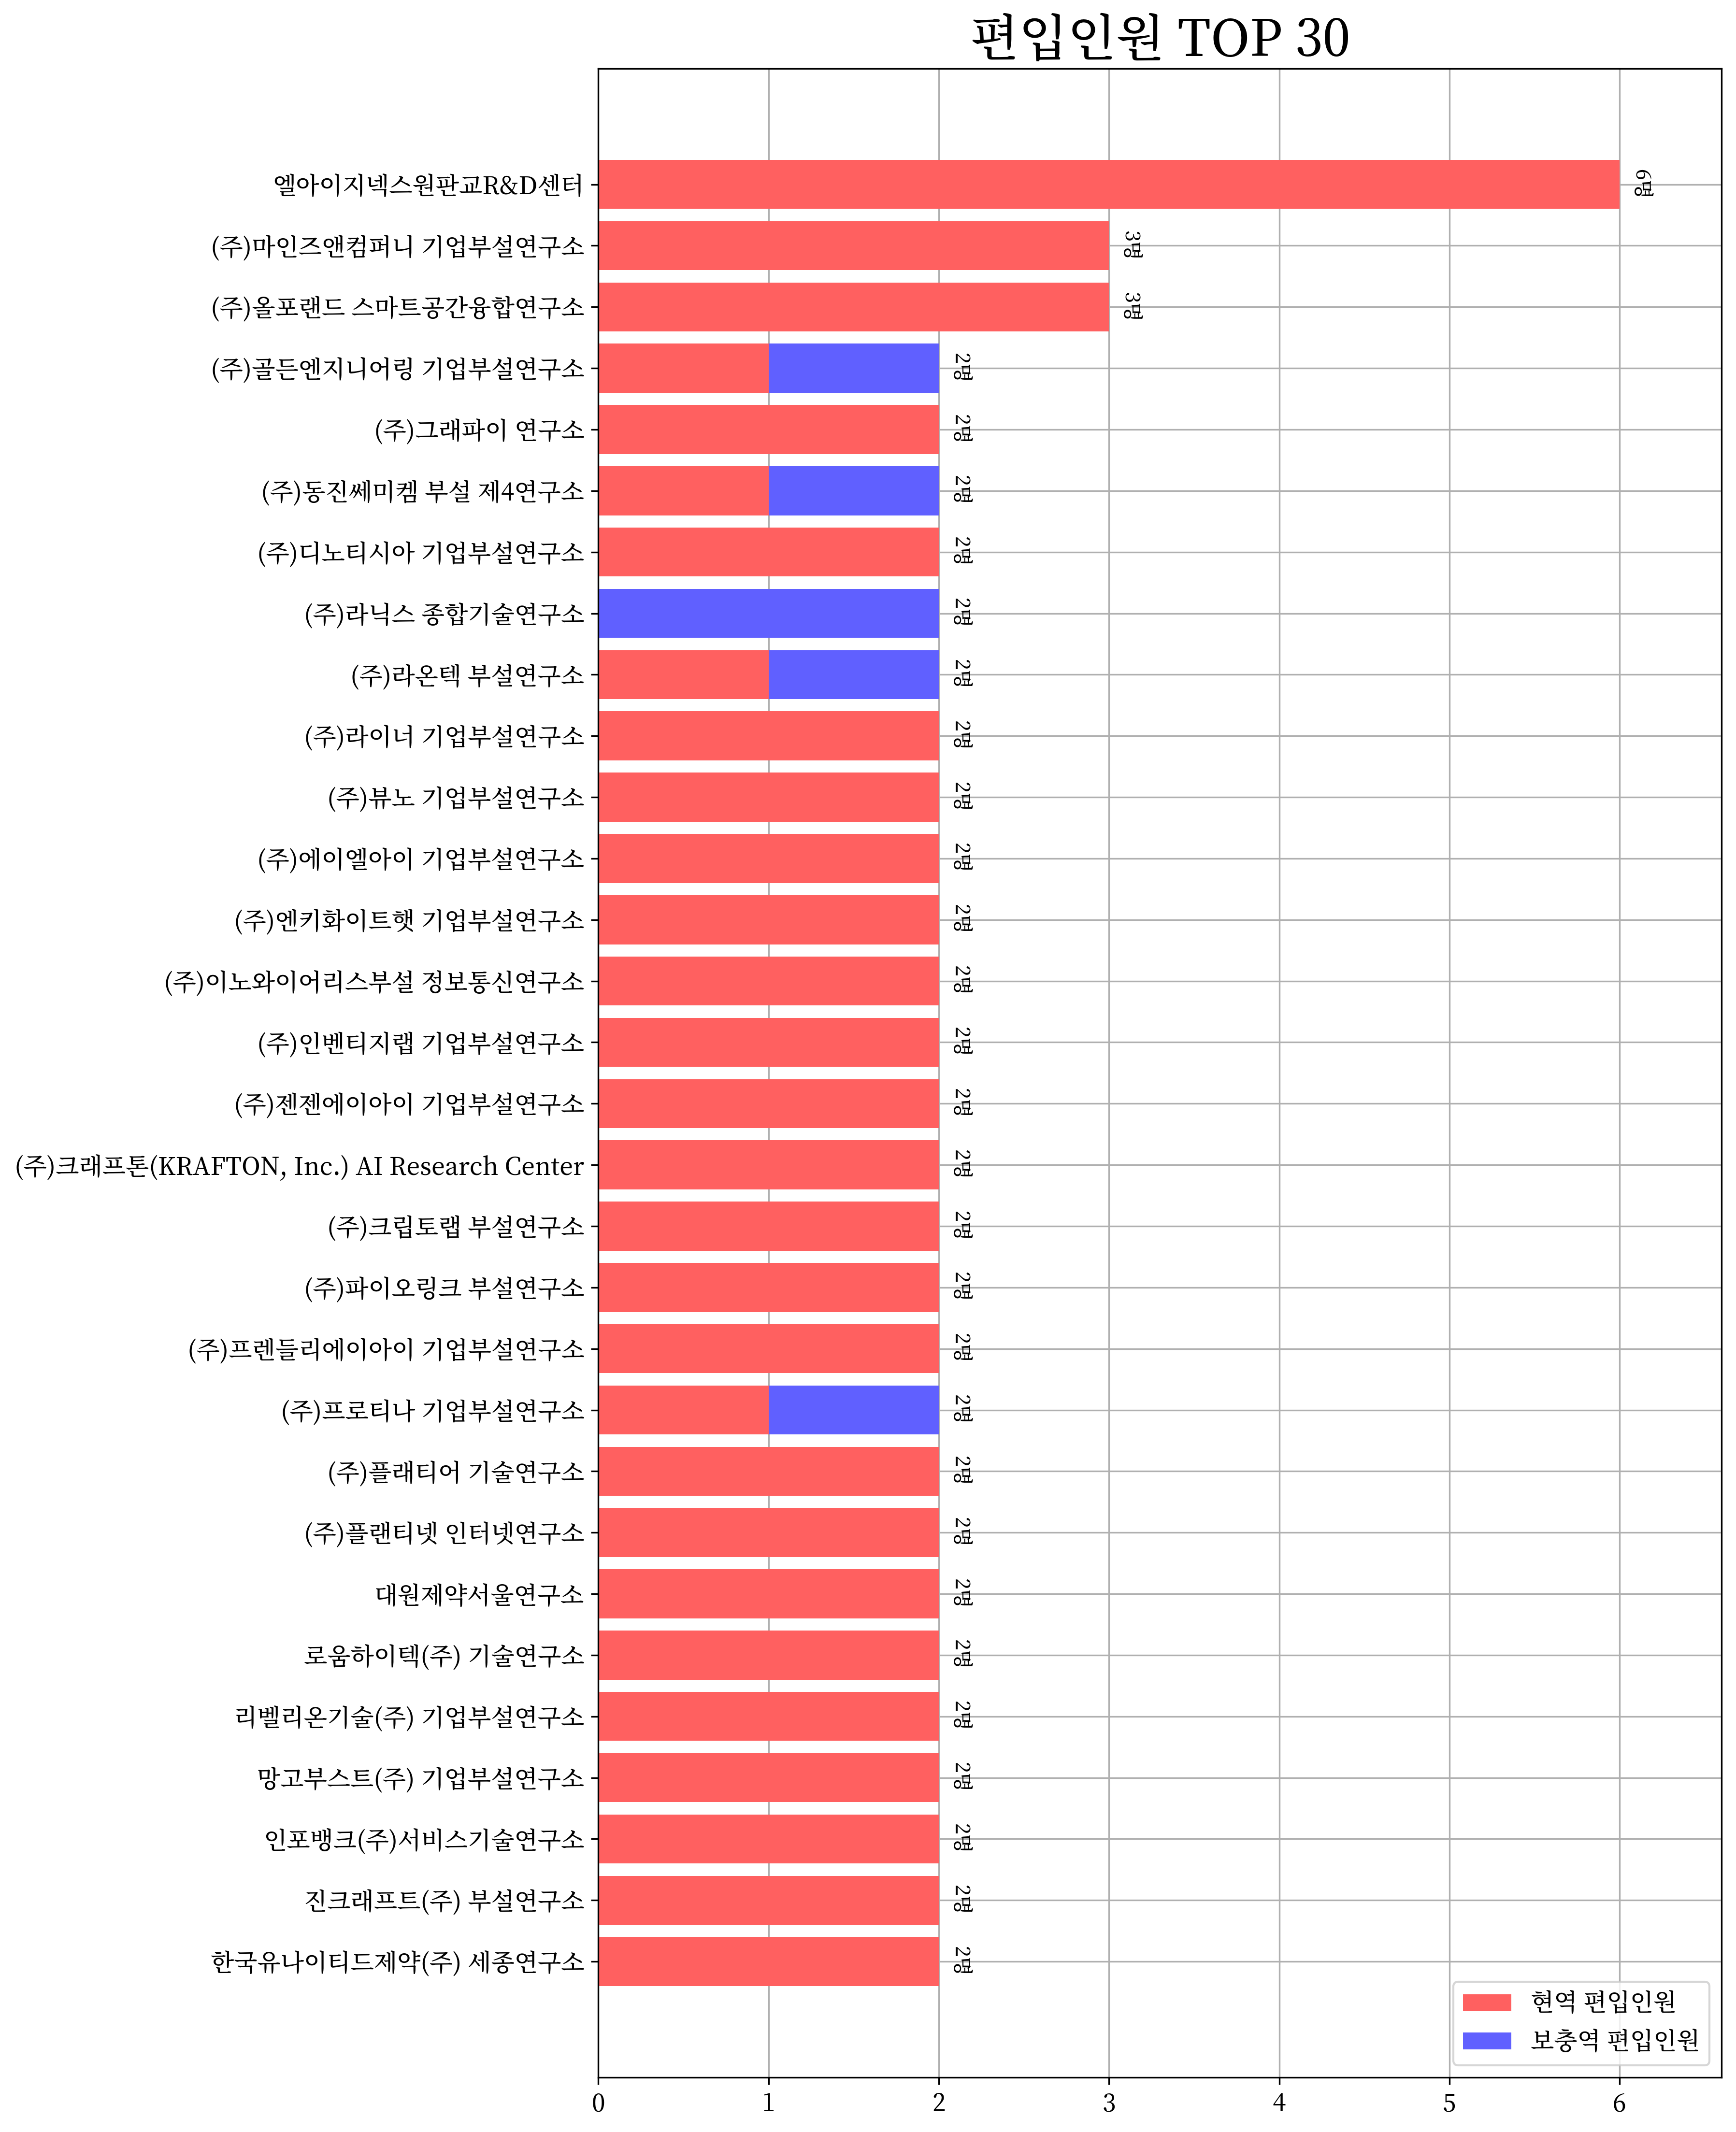 편입인원 TOP 30
엘아이지넥스원판교R&D센터
6명
(주)마인즈앤컴퍼니 기업부설연구소
3명
(주)올포랜드 스마트공간융합연구소
3명
(주)골든엔지니어링 기업부설연구소
2명
(주)그래파이 연구소
2명
(주)동진쎄미켐 부설 제4연구소
2명
(주)디노티시아 기업부설연구소
2명
(주)라닉스 종합기술연구소
2명
(주)라온텍 부설연구소
2명
(주)라이너 기업부설연구소
2명
(주)뷰노 기업부설연구소
2명
(주)에이엘아이 기업부설연구소
2명
(주)엔키화이트햇 기업부설연구소
2명
(주)이노와이어리스부설 정보통신연구소
2명
(주)인벤티지랩 기업부설연구소
2명
(주)젠젠에이아이 기업부설연구소
2명
(주)크래프톤(KRAFTON, Inc.) AI Research Center
2명
(주)크립토랩 부설연구소
2명
(주)파이오링크 부설연구소
2명
(주)프렌들리에이아이 기업부설연구소
2명
(주)프로티나 기업부설연구소
2명
(주)플래티어 기술연구소
2명
(주)플랜티넷 인터넷연구소
2명
대원제약서울연구소
2명
로움하이텍(주) 기술연구소
2명
리벨리온기술(주) 기업부설연구소
2명
망고부스트(주) 기업부설연구소
2명
인포뱅크(주)서비스기술연구소
2명
진크래프트(주) 부설연구소
2명
한국유나이티드제약(주) 세종연구소
2명
현역 편입인원
보충역 편입인원
0 1 2 3 4 5 6